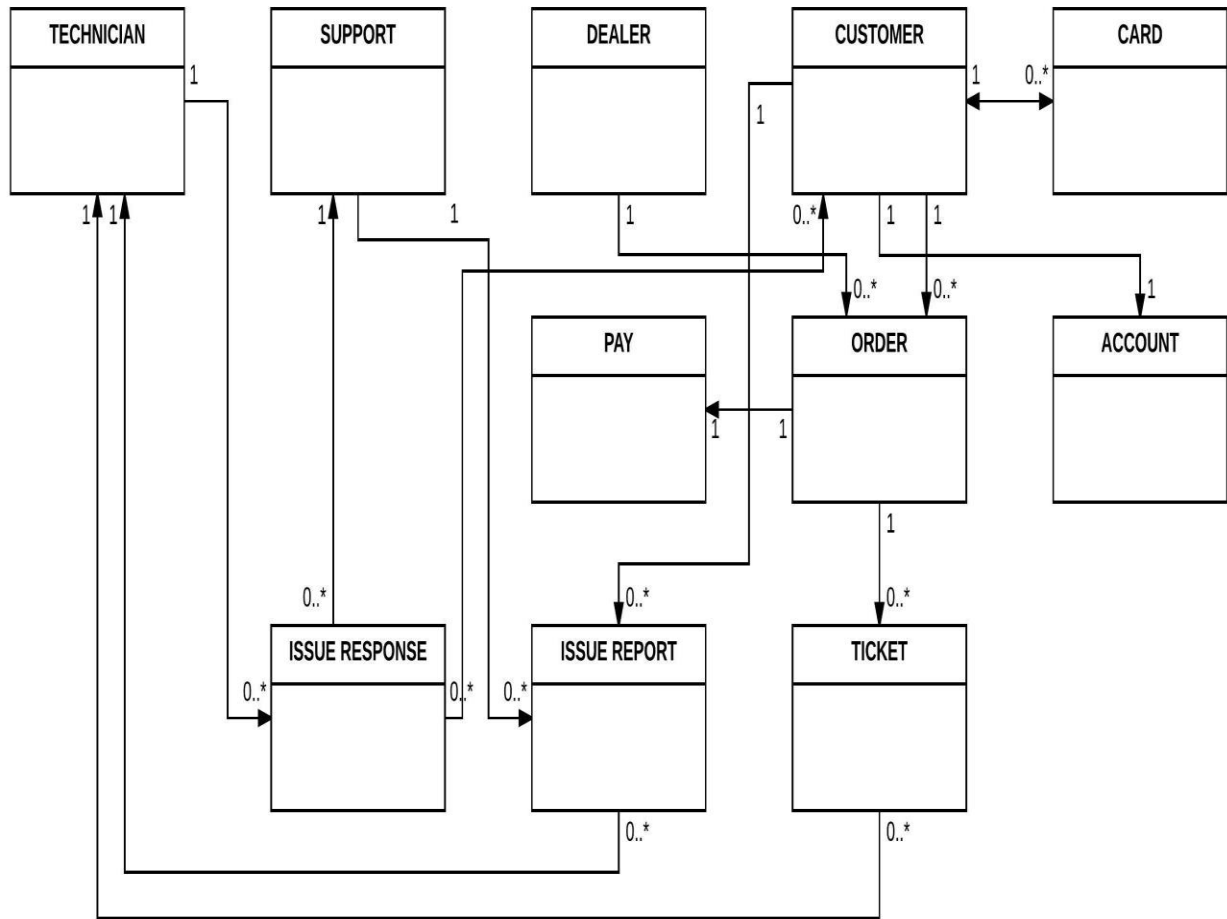 TECHNICIAN
SUPPORT
DEALER
CUSTOMER
CARD
1
1
1
0..*
1 1
1
1
1
0..*
1
1
0..*
0..*
1
PAY
ORDER
ACCOUNT
1
1
1
0..*
0..*
0..*
ISSUE RESPONSE
ISSUE REPORT
TICKET
0..*
0..*
0..*
0..*
0..*